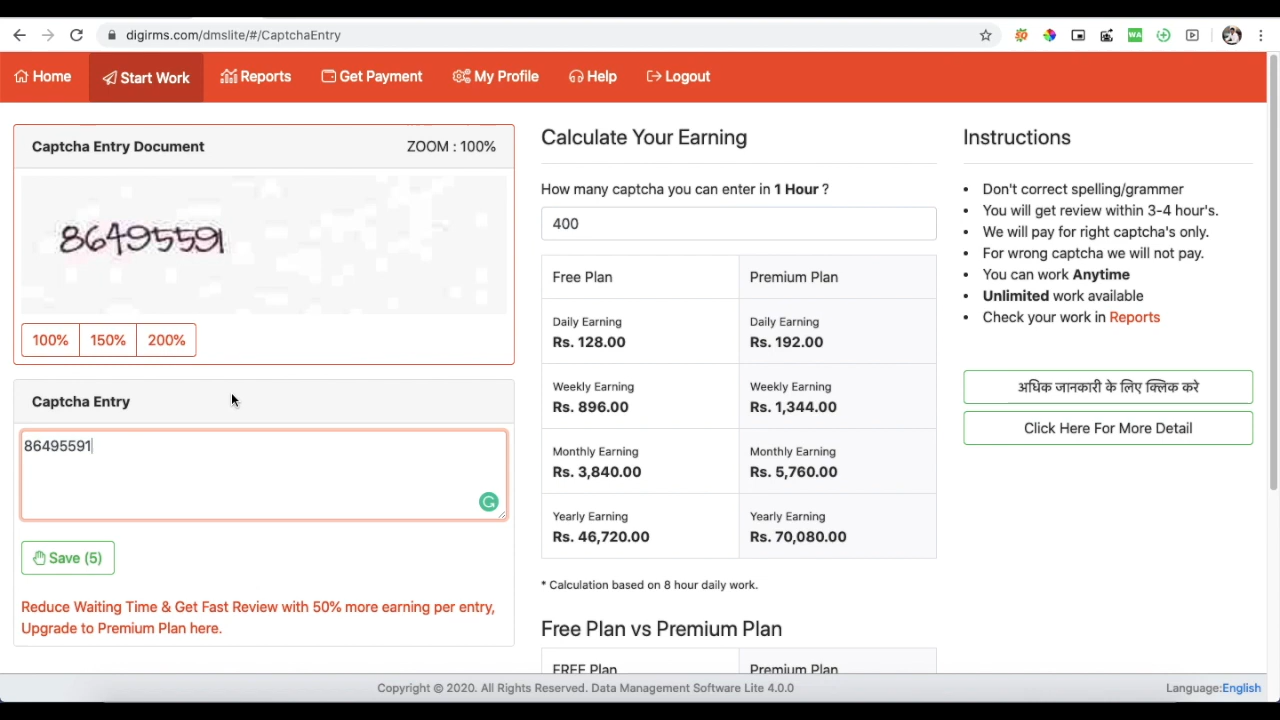 digirms.com/dmslite/#/CaptchaEntry
WA
Home
Start Work
Reports
Get Payment
My Profile
Help
Logout
Captcha Entry Document
ZOOM : 100%
86495591
100%
150%
200%
Captcha Entry
86495591
Save (5)
Reduce Waiting Time & Get Fast Review with 50% more earning per entry,
Upgrade to Premium Plan here.
Calculate Your Earning
How many captcha you can enter in 1 Hour ?
400
Free Plan
Premium Plan
Daily Earning
Rs. 128.00
Daily Earning
Rs. 192.00
Weekly Earning
Rs. 896.00
Weekly Earning
Rs. 1,344.00
Monthly Earning
Rs. 3,840.00
Monthly Earning
Rs. 5,760.00
Yearly Earning
Rs. 46,720.00
Yearly Earning
Rs. 70,080.00
* Calculation based on 8 hour daily work.
Free Plan vs Premium Plan
FREE Plan
Premium Plan
Instructions
Don't correct spelling/grammer
You will get review within 3-4 hour's.
We will pay for right captcha's only.
For wrong captcha we will not pay.
You can work Anytime
Unlimited work available
Check your work in Reports
अधिक जानकारी के लिए क्लिक करे
Click Here For More Detail
Copyright © 2020. All Rights Reserved. Data Management Software Lite 4.0.0
Language:English